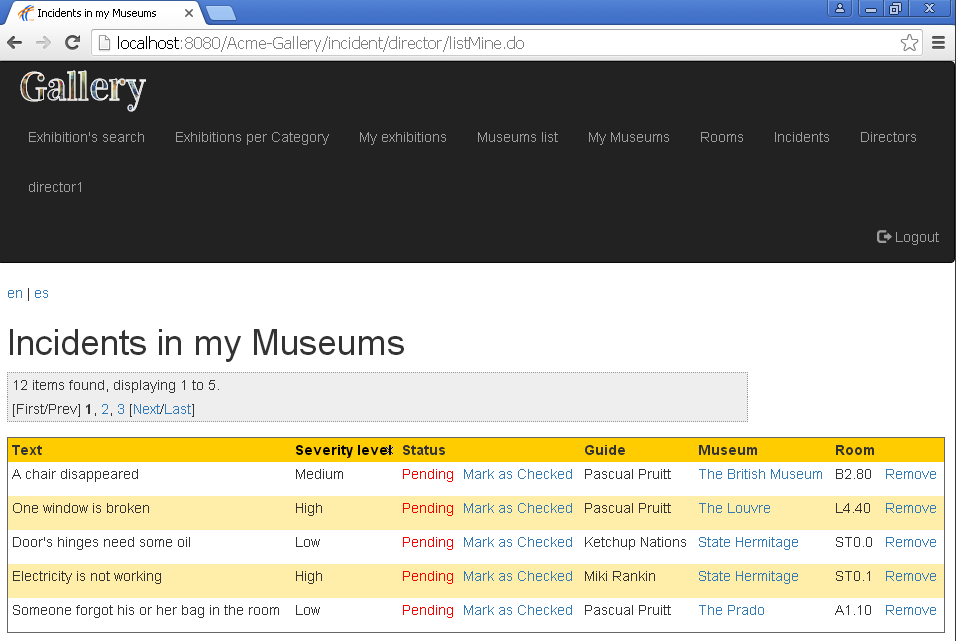 Incidents in my Museums
localhost:8080/Acme-Gallery/incident/director/listMine.do
Gallery
Exhibition's search Exhibitions per Category My exhibitions Museums list My Museums Rooms Incidents Directors
director1
Logout
en | es
Incidents in my Museums
12 items found, displaying 1 to 5.
[First/Prev] 1, 2, 3 [Next/Last]
Text Severity level Status Guide Museum Room
A chair disappeared Medium Pending Mark as Checked Pascual Pruitt The British Museum B2.80 Remove
One window is broken High Pending Mark as Checked Pascual Pruitt The Louvre L4.40 Remove
Door's hinges need some oil Low Pending Mark as Checked Ketchup Nations State Hermitage ST0.0 Remove
Electricity is not working High Pending Mark as Checked Miki Rankin State Hermitage ST0.1 Remove
Someone forgot his or her bag in the room Low Pending Mark as Checked Pascual Pruitt The Prado A1.10 Remove